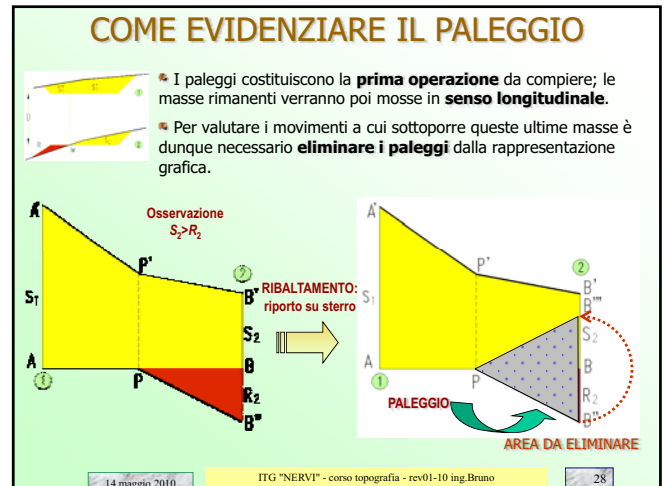 COME EVIDENZIARE IL PALEGGIO
I paleggi costituiscono la prima operazione da compiere; le
masse rimanenti verranno poi mosse in senso longitudinale.
Per valutare i movimenti a cui sottoporre queste ultime masse è
dunque necessario eliminare i paleggi dalla rappresentazione
grafica.
Osservazione
S2>R2
A'
P'
2
B'
S1
S2
A
B
1
P
R2
B"
RIBALTAMENTO:
riporto su sterro
A'
P'
2
B'
B'''
S1
S2
A
B
1
P
R2
B"
PALEGGIO
AREA DA ELIMINARE
14 maggio 2010
ITG "NERVI" - corso topografia - rev01-10 ing.Bruno
28